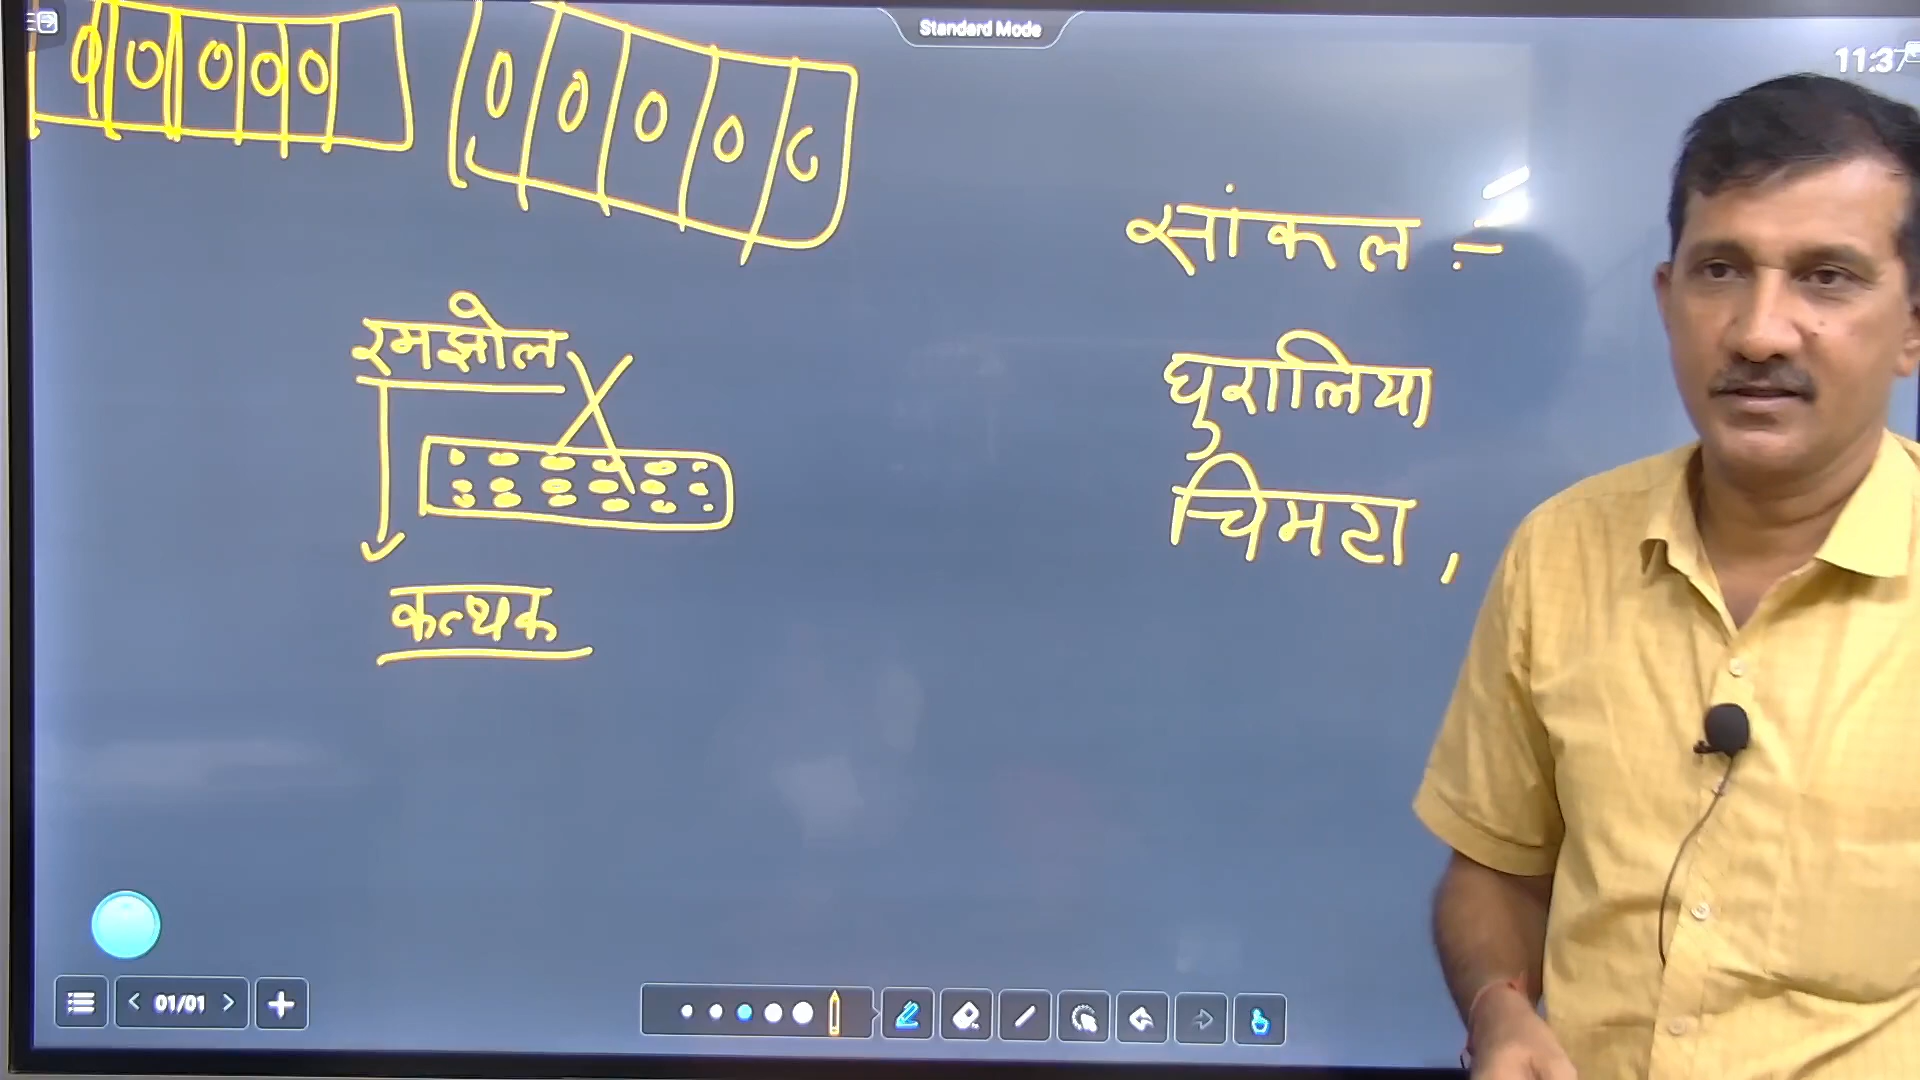 Standard Mode
11:37
सांकल :-
रमझोल
घुरालिया
चिमटा ,
कत्थक
01/01